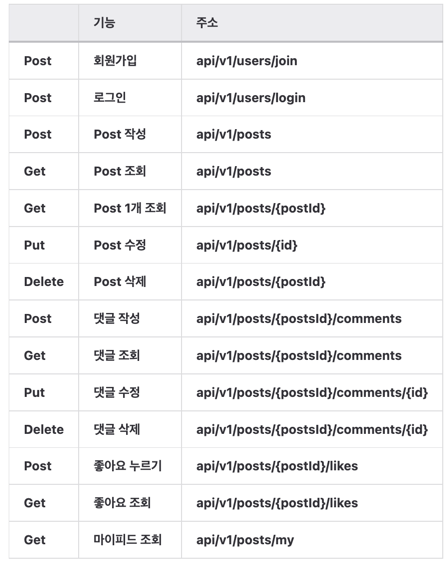 기능 주소
Post 회원가입 api/v1/users/join
Post 로그인 api/v1/users/login
Post Post 작성 api/v1/posts
Get Post 조회 api/v1/posts
Get Post 1개 조회 api/v1/posts/{postId}
Put Post 수정 api/v1/posts/{id}
Delete Post 삭제 api/v1/posts/{postId}
Post 댓글 작성 api/v1/posts/{postsId}/comments
Get 댓글 조회 api/v1/posts/{postsId}/comments
Put 댓글 수정 api/v1/posts/{postsId}/comments/{id}
Delete 댓글 삭제 api/v1/posts/{postsId}/comments/{id}
Post 좋아요 누르기 api/v1/posts/{postId}/likes
Get 좋아요 조회 api/v1/posts/{postId}/likes
Get 마이피드 조회 api/v1/posts/my